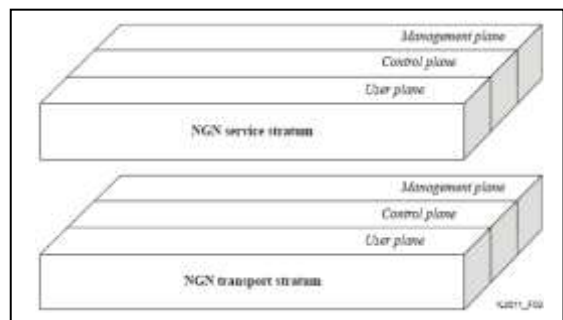 Management plane
Control plane
User plane
NGN service stratum
Management plane
Control plane
User plane
NGN transport stratum